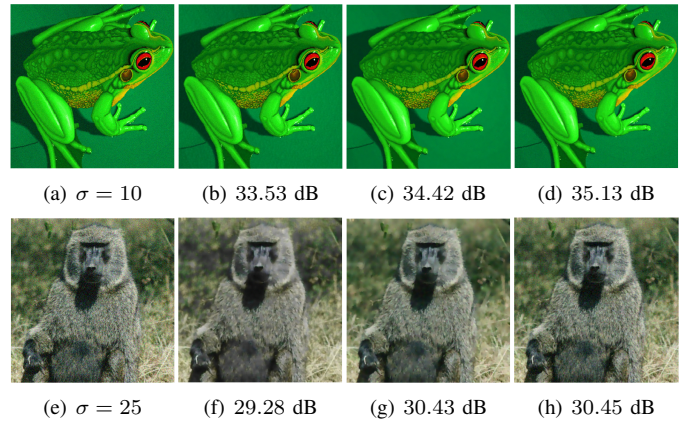 (a) σ = 10 (b) 33.53 dB (c) 34.42 dB (d) 35.13 dB
(e) σ = 25 (f) 29.28 dB (g) 30.43 dB (h) 30.45 dB